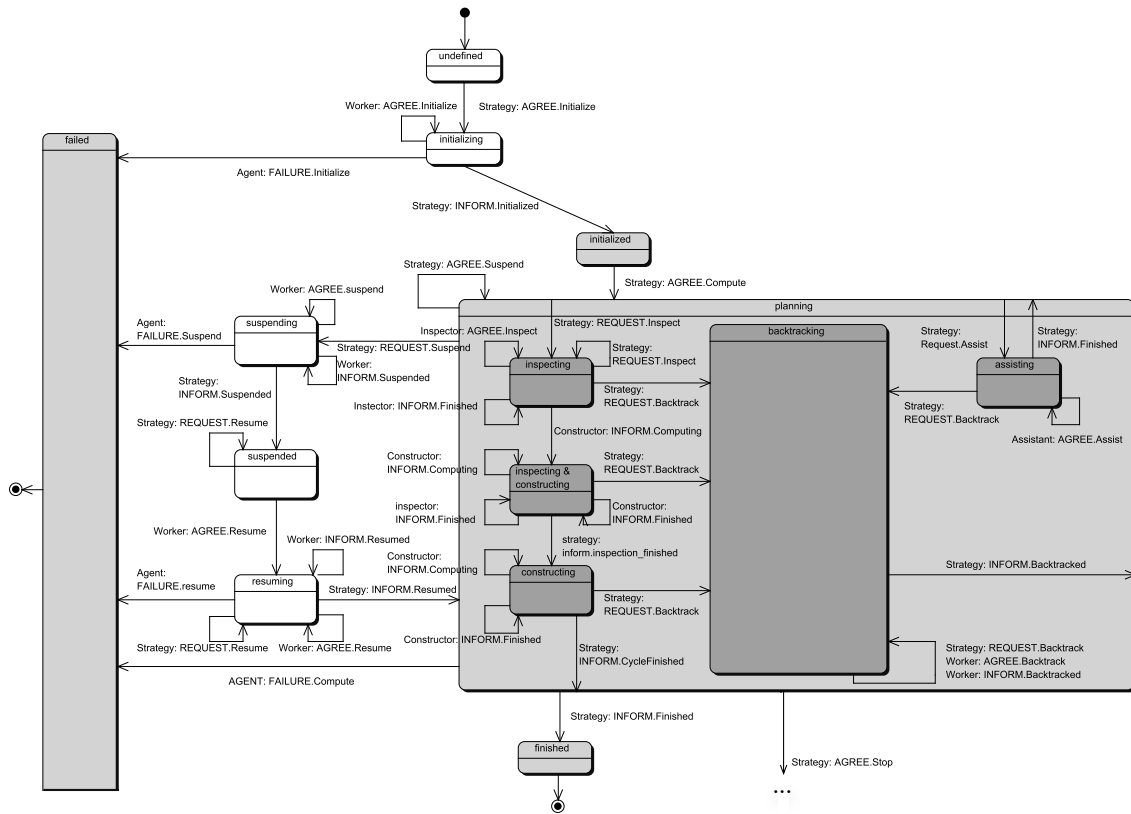 undefined
Worker: AGREE.Initialize
Strategy: AGREE.Initialize
failed
initializing
Agent: FAILURE.Initialize
Strategy: INFORM.Initialized
initialized
Strategy: AGREE.Suspend
Strategy: AGREE.Compute
Worker: AGREE.suspend
planning
Agent:
FAILURE.Suspend
suspending
Inspector: AGREE.Inspect
Strategy: REQUEST.Inspect
backtracking
Strategy:
Request.Assist
Strategy:
INFORM.Finished
Strategy: REQUEST.Suspend
Strategy:
REQUEST.Inspect
Worker:
INFORM.Suspended
inspecting
assisting
Strategy:
INFORM.Suspended
Strategy:
REQUEST.Backtrack
Instector: INFORM.Finished
Strategy:
REQUEST.Backtrack
Strategy: REQUEST.Resume
Constructor: INFORM.Computing
Assistant: AGREE.Assist
suspended
Constructor:
INFORM.Computing
inspecting &
constructing
Strategy:
REQUEST.Backtrack
inspector:
INFORM.Finished
Constructor:
INFORM.Finished
Worker: AGREE.Resume
Worker: INFORM.Resumed
strategy:
inform.inspection_finished
Constructor:
INFORM.Computing
Agent:
FAILURE.resume
resuming
constructing
Strategy: INFORM.Backtracked
Strategy: INFORM.Resumed
Strategy:
REQUEST.Backtrack
Strategy: REQUEST.Resume
Worker: AGREE.Resume
Constructor: INFORM.Finished
Strategy:
INFORM.CycleFinished
Strategy: REQUEST.Backtrack
Worker: AGREE.Backtrack
Worker: INFORM.Backtracked
AGENT: FAILURE.Compute
Strategy: INFORM.Finished
finished
Strategy: AGREE.Stop
...